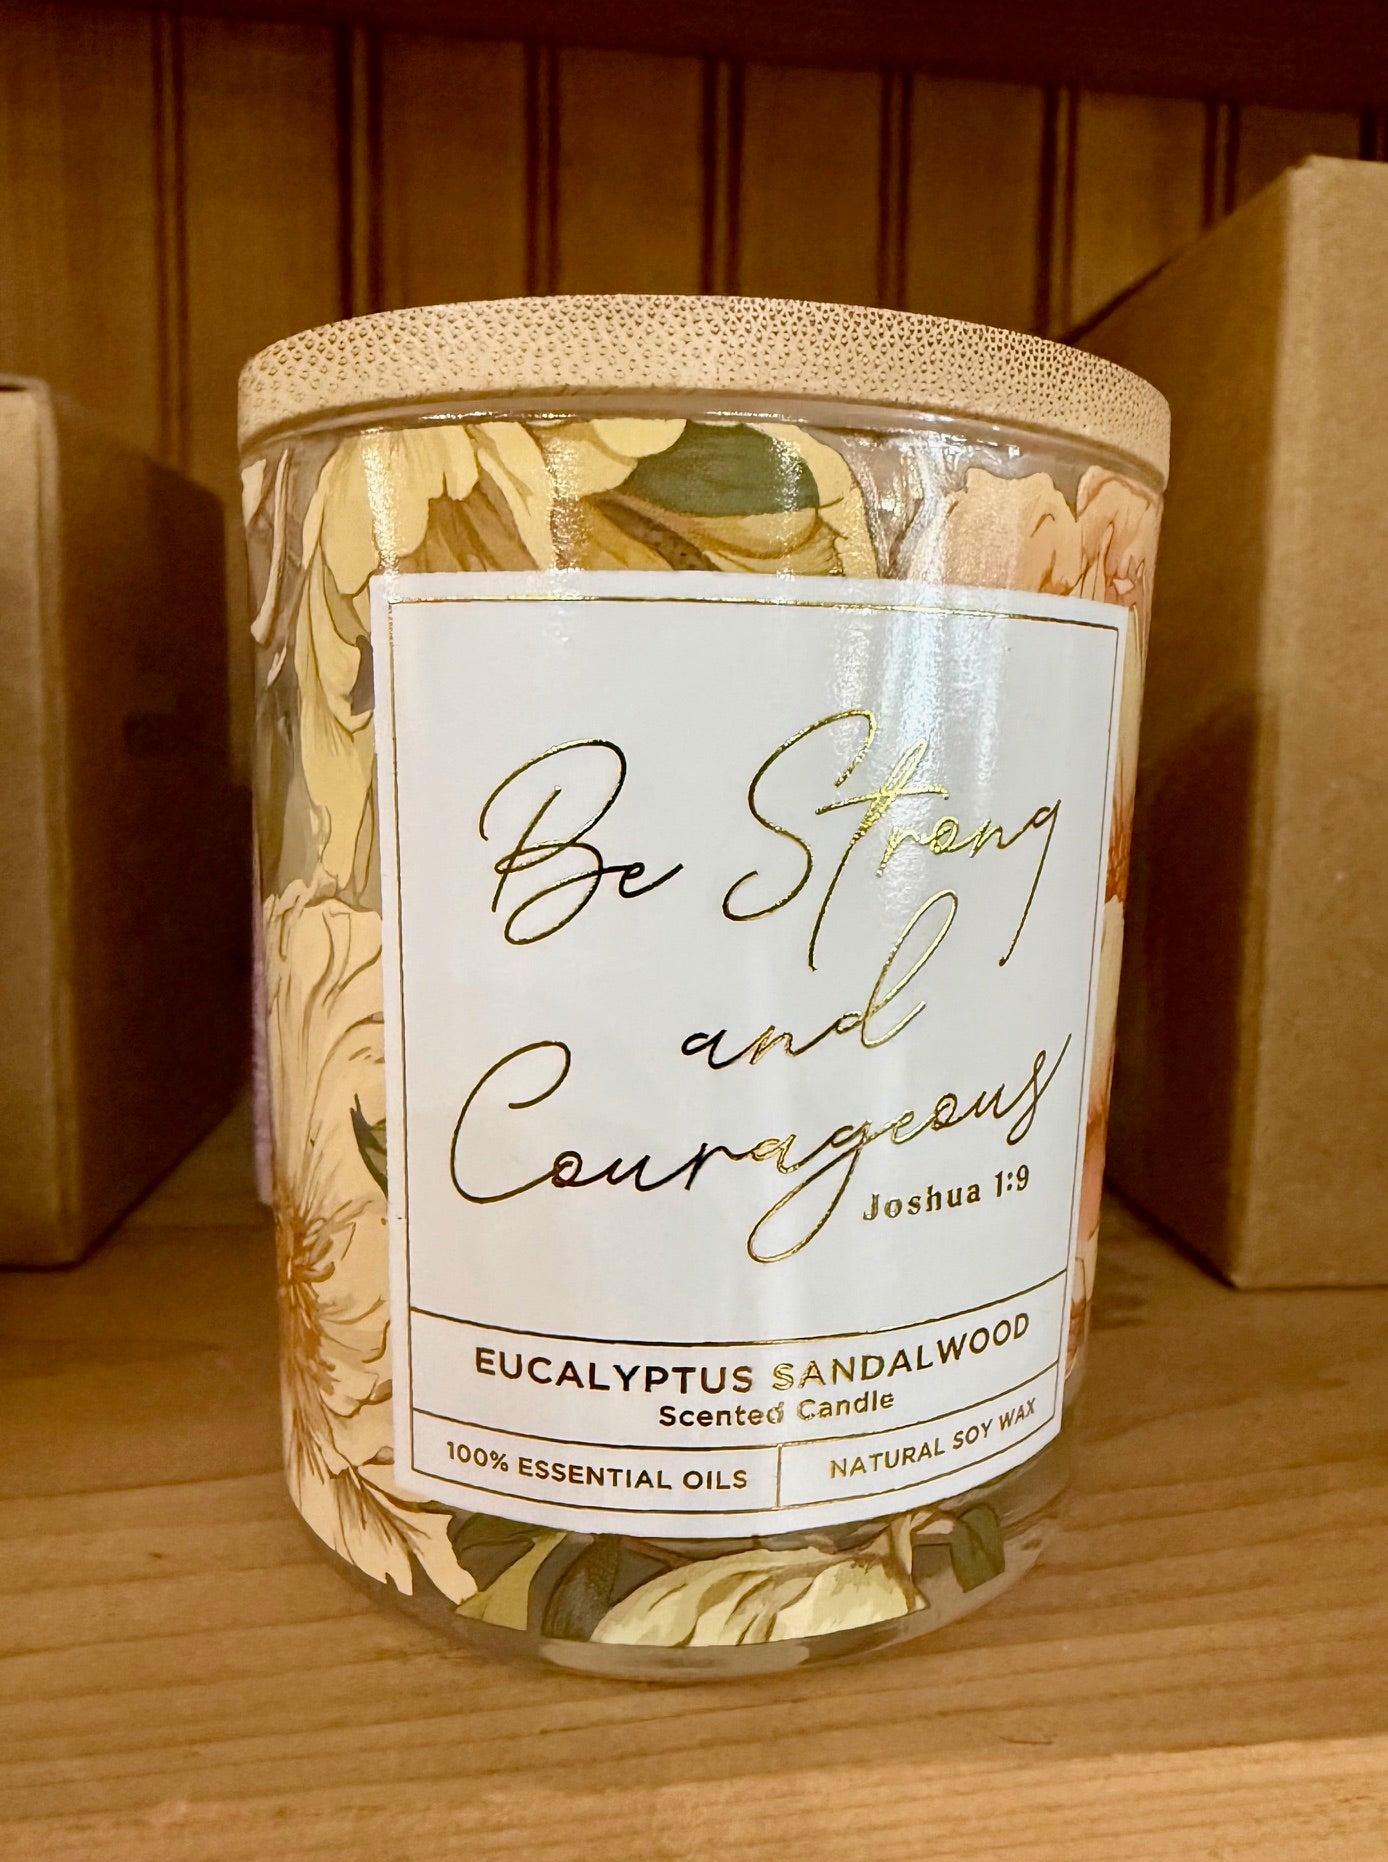 Be Strong
and
Courageous
Joshua 1:9
EUCALYPTUS SANDALWOOD
Scented Candle
100% ESSENTIAL OILS
NATURAL SOY WAX